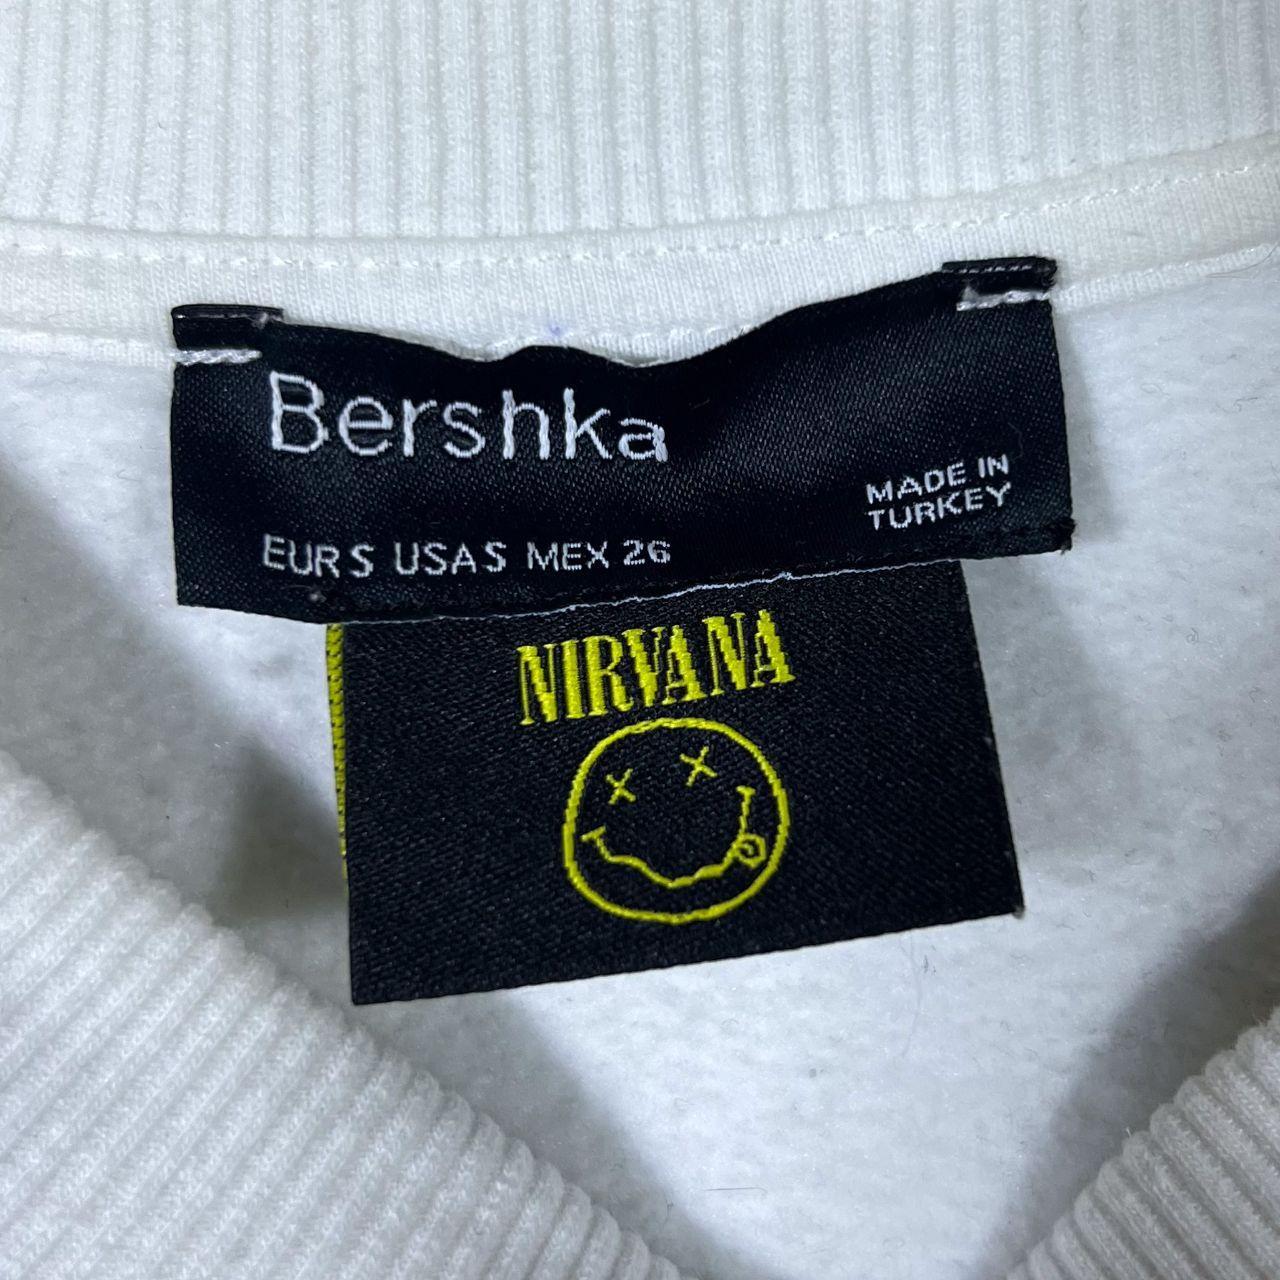 Bershka
MADE IN
TURKEY
EUR S USA S MEX 26
NIRVANA